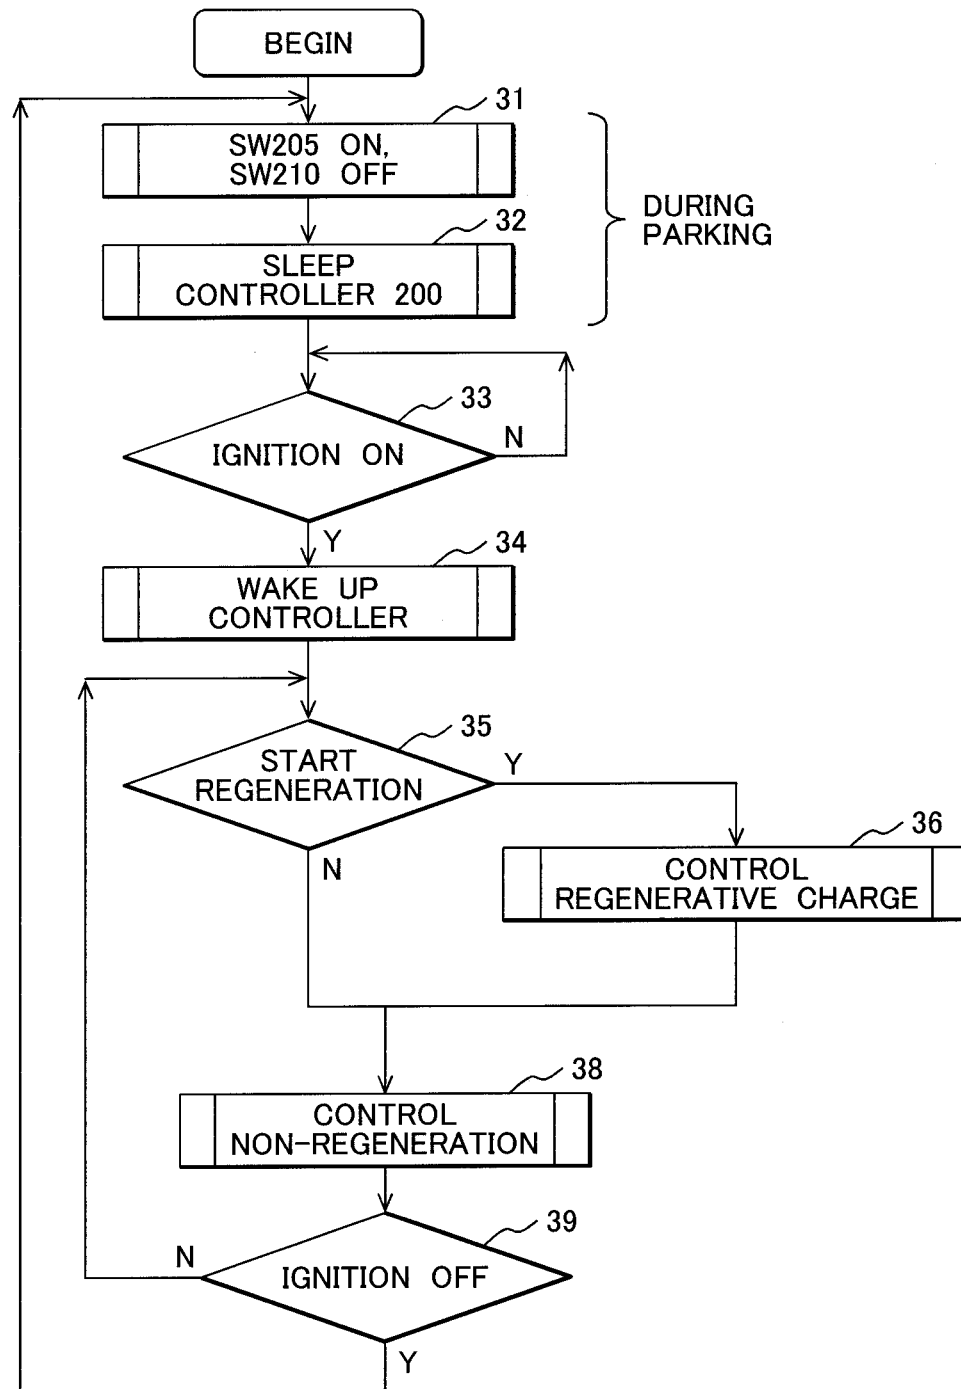 BEGIN
31
SW205 ON,
SW210 OFF
DURING
PARKING
32
SLEEP
CONTROLLER 200
33
IGNITION ON
N
Y
34
WAKE UP
CONTROLLER
35
START
REGENERATION
Y
N
36
CONTROL
REGENERATIVE CHARGE
38
CONTROL
NON-REGENERATION
39
N
IGNITION OFF
Y